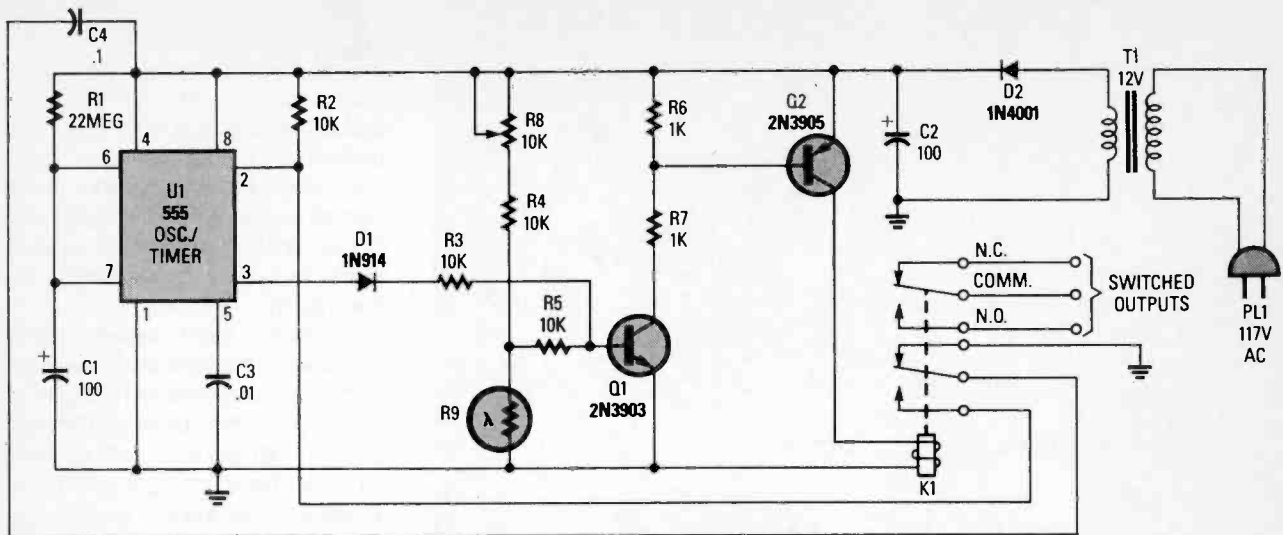 C4
.1
R1
22MEG
4
8
6
2
U1
555
OSC./
TIMER
7
3
1
5
R2
10K
C1
100
C3
.01
D1
1N914
R3
10K
R8
10K
R4
10K
R5
10K
R9
λ
R6
1K
R7
1K
Q1
2N3903
Q2
2N3905
C2
100
D2
1N4001
T1
12V
N.C.
COMM.
N.O.
SWITCHED
OUTPUTS
K1
PL1
117V
AC
+
+